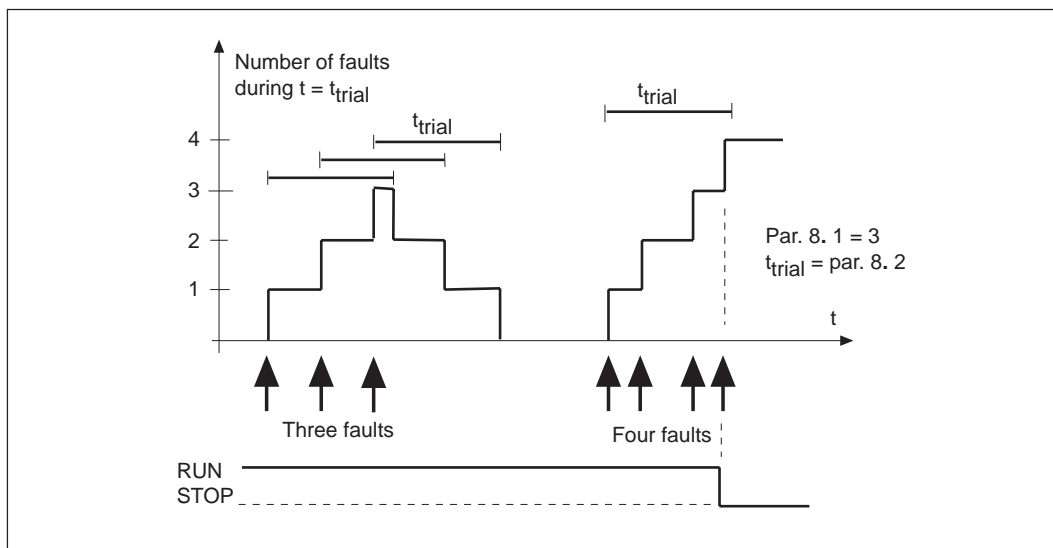 Number of faults
during t = ttrial
ttrial
ttrial
4
3
2
1
Par. 8. 1 = 3
ttrial = par. 8. 2
t
Three faults
Four faults
RUN
STOP